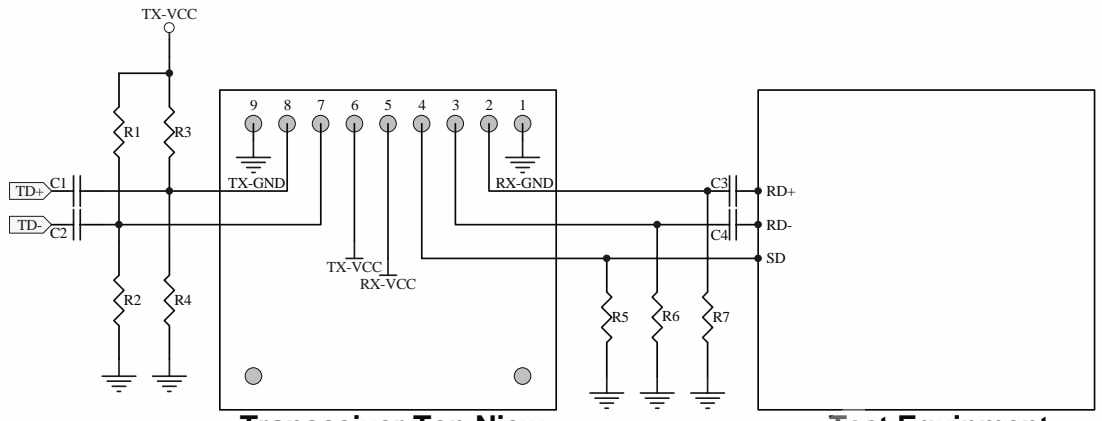 TX-VCC
9 8 7 6 5 4 3 2 1
R1 R3
TD+ C1
TX-GND
RX-GND
C3 RD+
TD- C2
C4 RD-
TX-VCC
SD
RX-VCC
R2 R4
R5 R6 R7